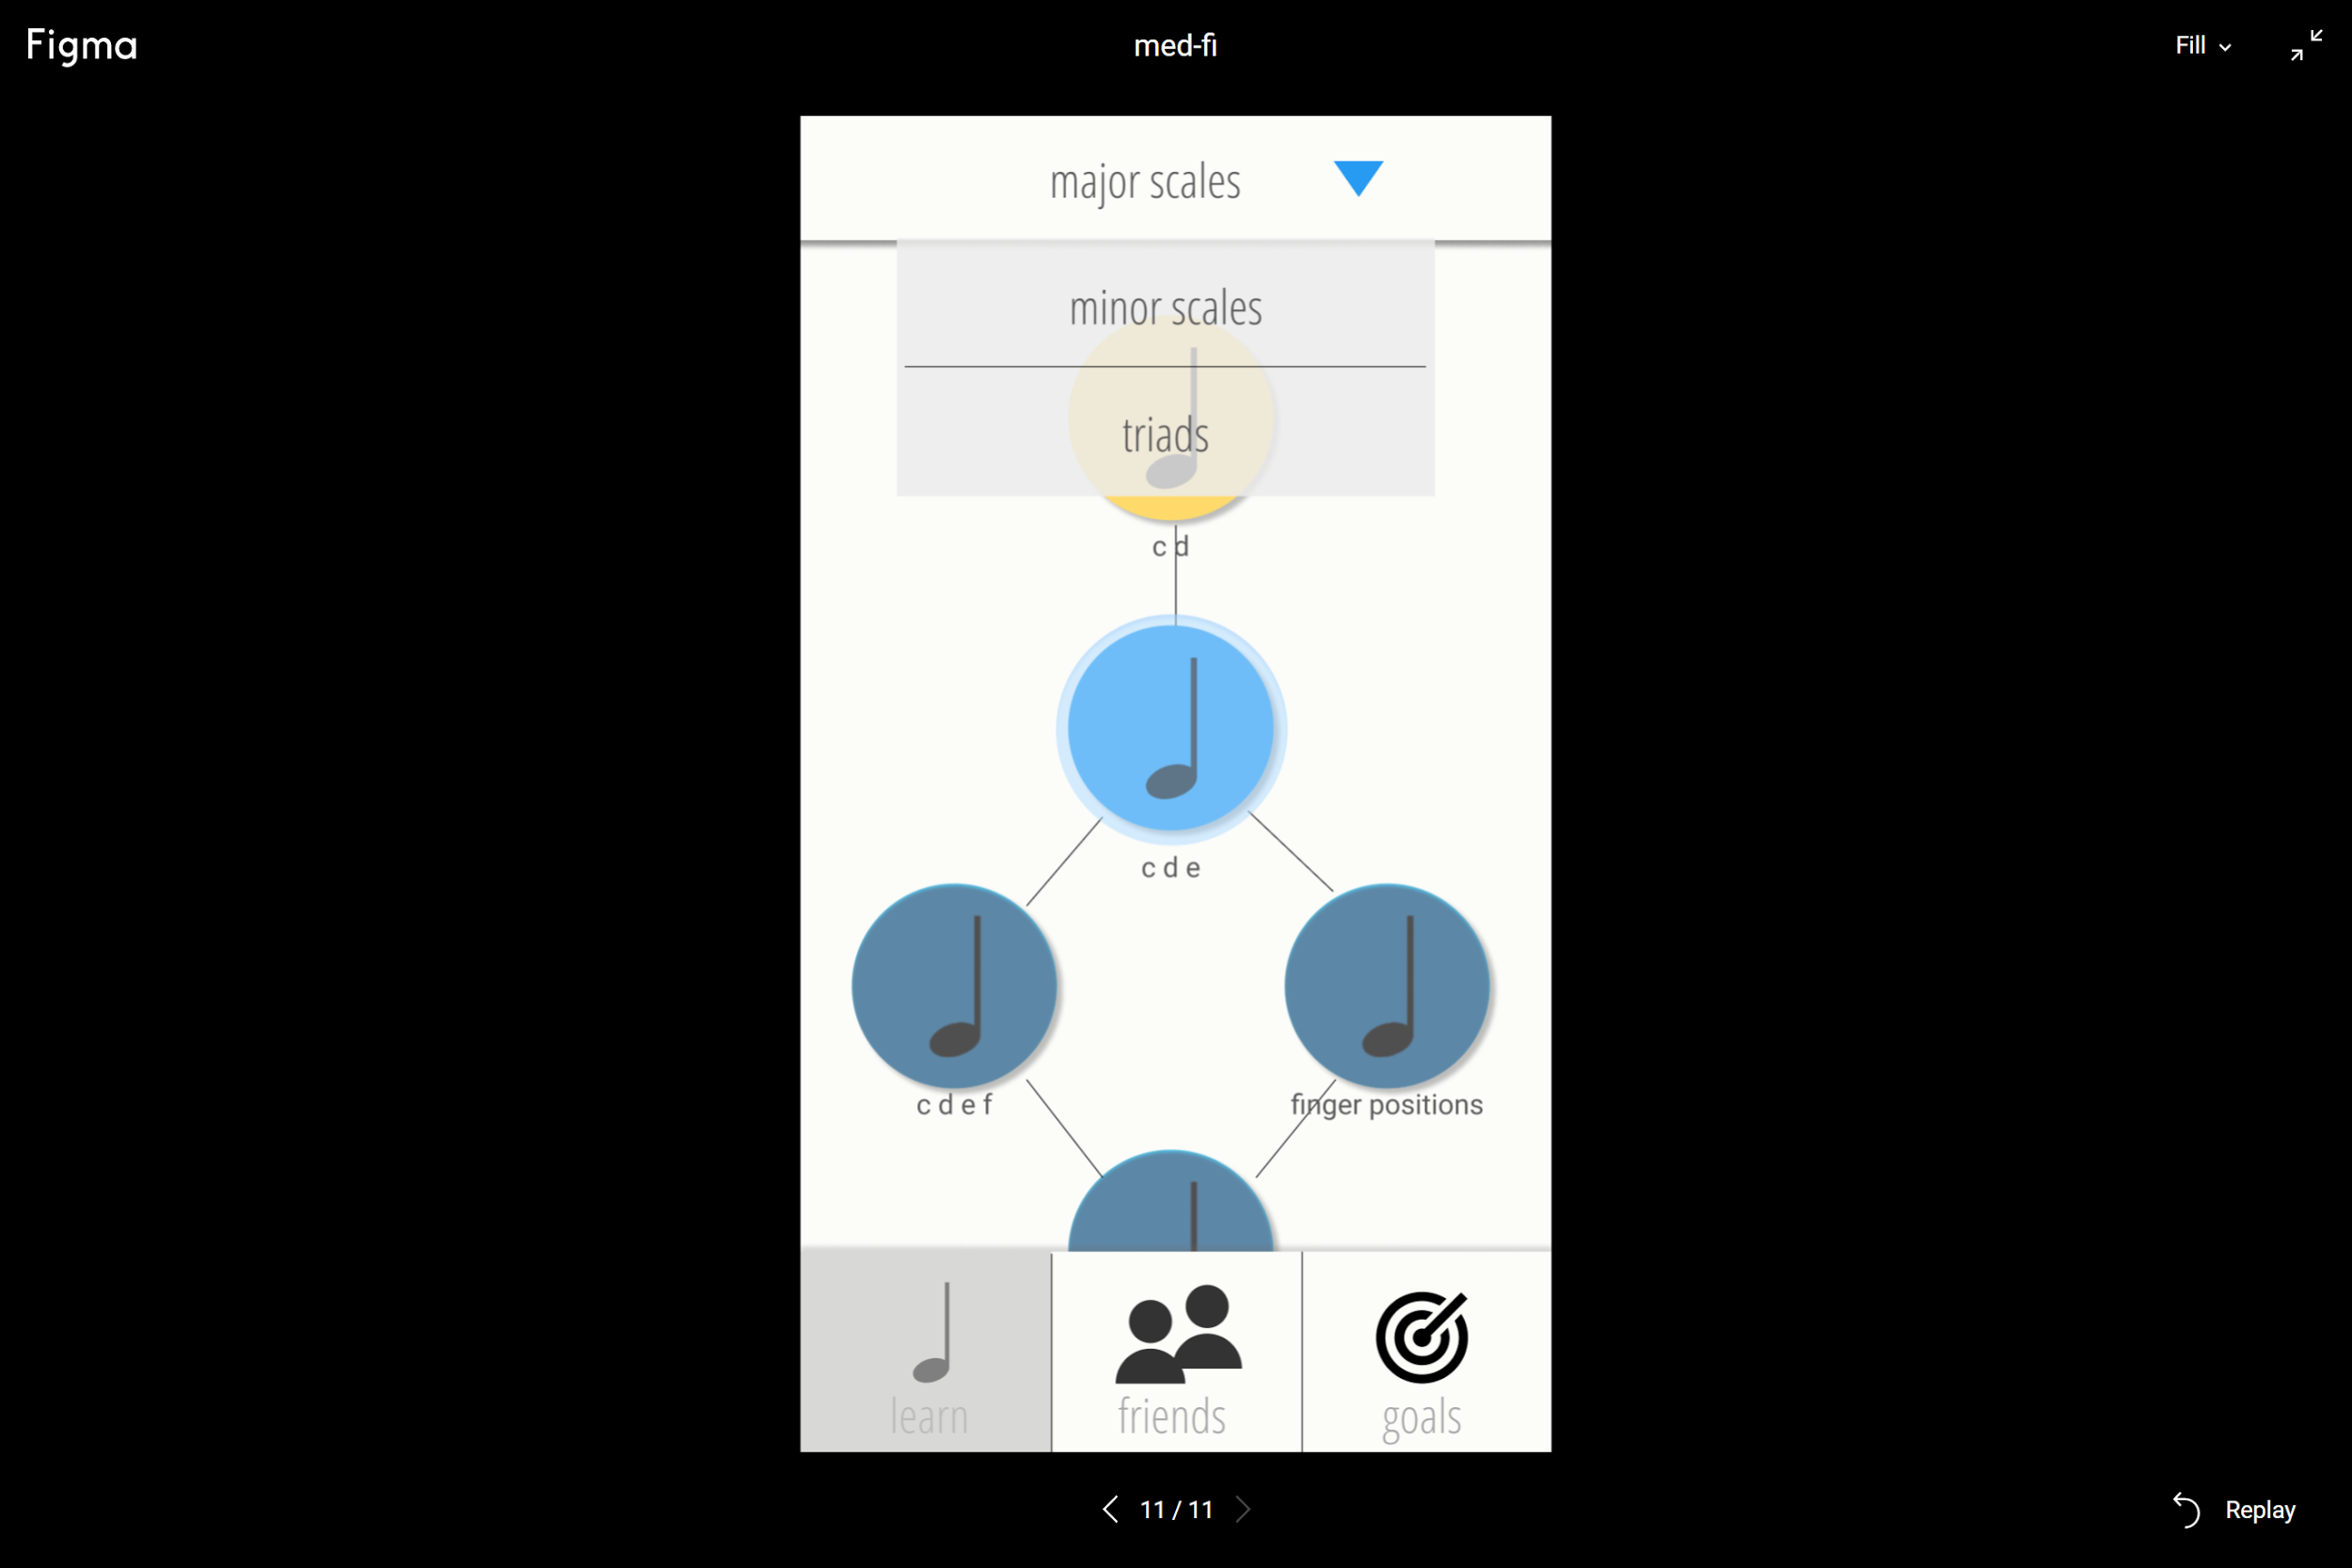 Figma
med-fi
Fill
major scales
minor scales
triads
c d
c d e
c d e f
finger positions
learn
friends
goals
11 / 11
Replay